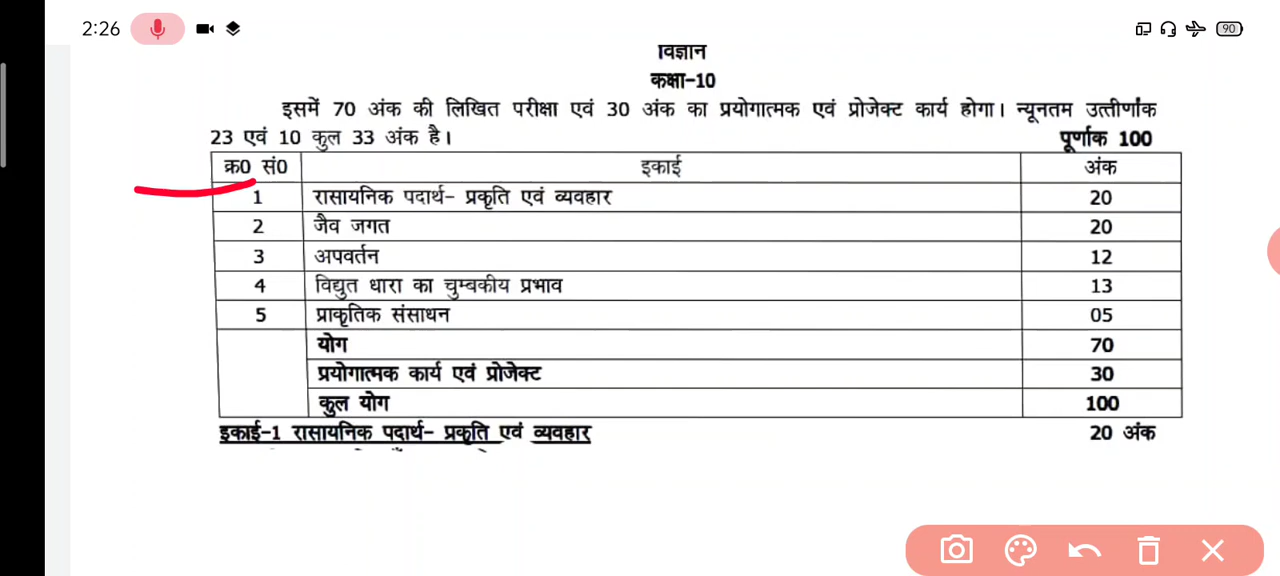 2:26
90
विज्ञान
कक्षा-10
इसमें 70 अंक की लिखित परीक्षा एवं 30 अंक का प्रयोगात्मक एवं प्रोजेक्ट कार्य होगा। न्यूनतम उत्तीर्णांक
23 एवं 10 कुल 33 अंक है। पूर्णाक 100
क्र0 सं0 इकाई अंक
1 रासायनिक पदार्थ- प्रकृति एवं व्यवहार 20
2 जैव जगत 20
3 अपवर्तन 12
4 विद्युत धारा का चुम्बकीय प्रभाव 13
5 प्राकृतिक संसाधन 05
योग 70
प्रयोगात्मक कार्य एवं प्रोजेक्ट 30
कुल योग 100
इकाई-1 रासायनिक पदार्थ- प्रकृति एवं व्यवहार 20 अंक